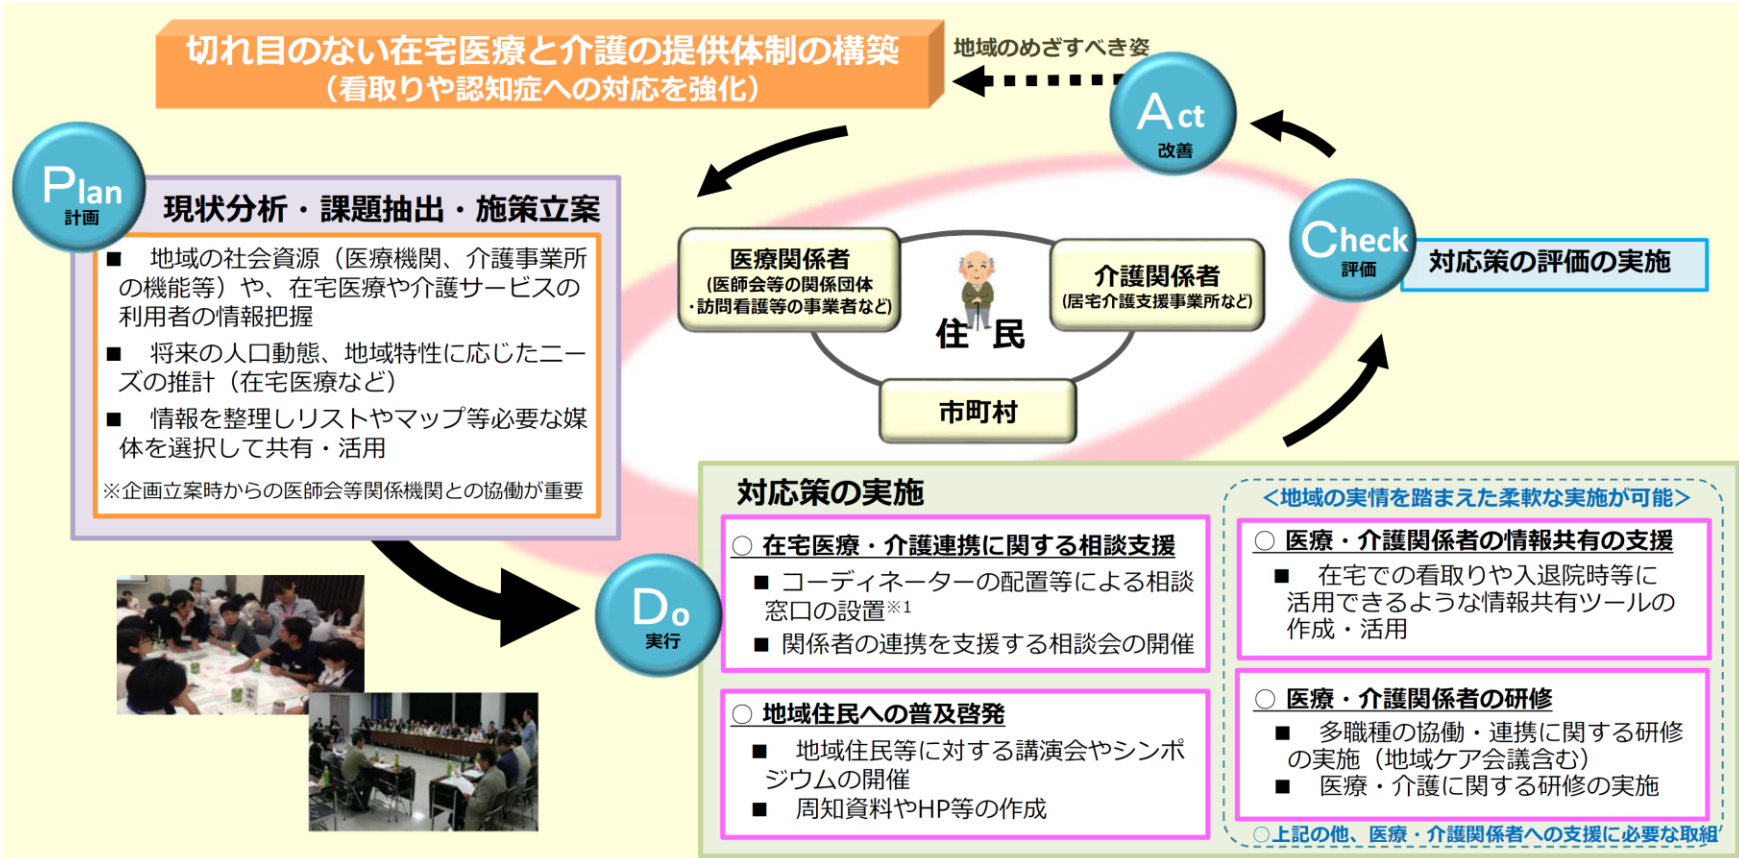 切れ目のない在宅医療と介護の提供体制の構築
（看取りや認知症への対応を強化）
地域のめざすべき姿
Act
改善
Plan
計画
現状分析・課題抽出・施策立案
■ 地域の社会資源（医療機関、介護事業所
の機能等）や、在宅医療や介護サービスの
利用者の情報把握
■ 将来の人口動態、地域特性に応じたニー
ズの推計（在宅医療など）
■ 情報を整理しリストやマップ等必要な媒
体を選択して共有・活用
※企画立案時からの医師会等関係機関との協働が重要
医療関係者
(医師会等の関係団体
・訪問看護等の事業者など)
介護関係者
(居宅介護支援事業所など)
住民
市町村
Check
評価
対応策の評価の実施
Do
実行
対応策の実施
○ 在宅医療・介護連携に関する相談支援
■ コーディネーターの配置等による相談
窓口の設置※1
■ 関係者の連携を支援する相談会の開催
○ 地域住民への普及啓発
■ 地域住民等に対する講演会やシンポ
ジウムの開催
■ 周知資料やHP等の作成
＜地域の実情を踏まえた柔軟な実施が可能＞
○ 医療・介護関係者の情報共有の支援
■ 在宅での看取りや入退院時等に
活用できるような情報共有ツールの
作成・活用
○ 医療・介護関係者の研修
■ 多職種の協働・連携に関する研修
の実施（地域ケア会議含む）
■ 医療・介護に関する研修の実施
○上記の他、医療・介護関係者への支援に必要な取組